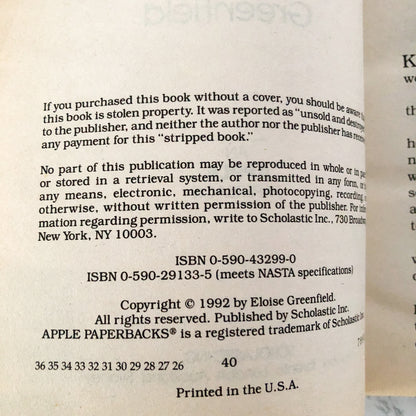 Greenfield
If you purchased this book without a cover, you should be aware
this book is stolen property. It was reported as "unsold and destroyed
to the publisher, and neither the author nor the publisher has received
any payment for this "stripped book."
No part of this publication may be reproduced in whole or in part
or stored in a retrieval system, or transmitted in any form, or
any means, electronic, mechanical, photocopying, recording,
otherwise, without written permission of the publisher. For infor
mation regarding permission, write to Scholastic Inc., 730 Broadway
New York, NY 10003.
ISBN 0-590-43299-0
ISBN 0-590-29133-5 (meets NASTA specifications)
Copyright © 1992 by Eloise Greenfield.
All rights reserved. Published by Scholastic Inc.
APPLE PAPERBACKS® is a registered trademark of Scholastic Inc.
36 35 34 33 32 31 30 29 28 27 26 40
Printed in the U.S.A.
K
th
h